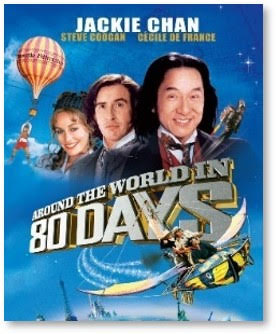 JACKIE CHAN
STEVE COOGAN CÉCILE DE FRANCE
AROUND THE WORLD IN
80 DAYS